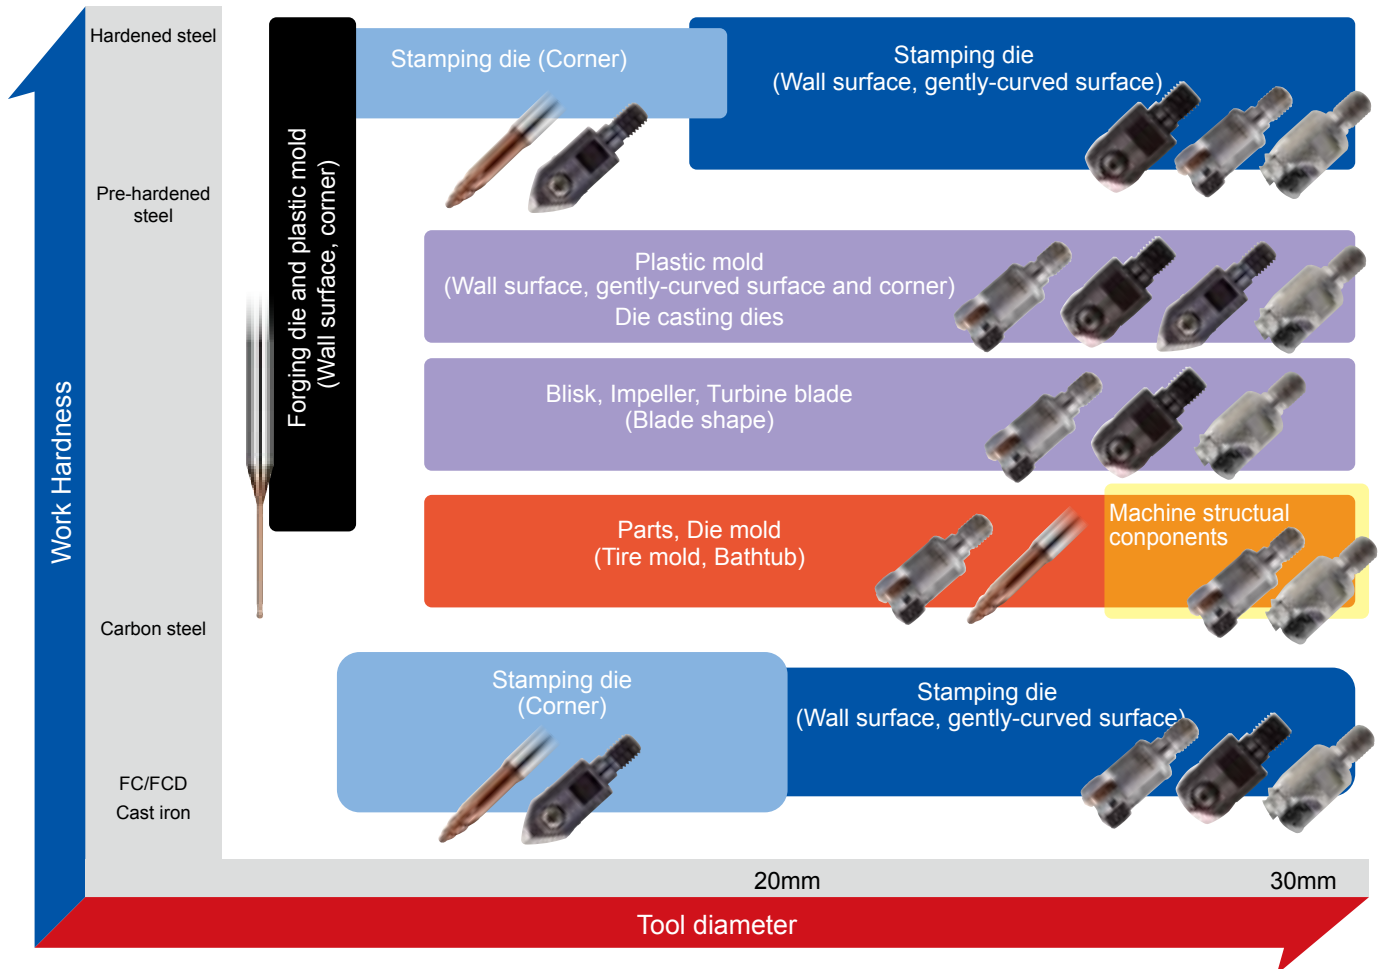 Hardened steel
Pre-hardened
steel
Carbon steel
FC/FCD
Cast iron
Work Hardness
Forging die and plastic mold
(Wall surface, corner)
Stamping die (Corner)
Stamping die
(Wall surface, gently-curved surface)
Plastic mold
(Wall surface, gently-curved surface and corner)
Die casting dies
Blisk, Impeller, Turbine blade
(Blade shape)
Parts, Die mold
(Tire mold, Bathtub)
Machine structual
conponents
Stamping die
(Corner)
Stamping die
(Wall surface, gently-curved surface)
20mm
30mm
Tool diameter